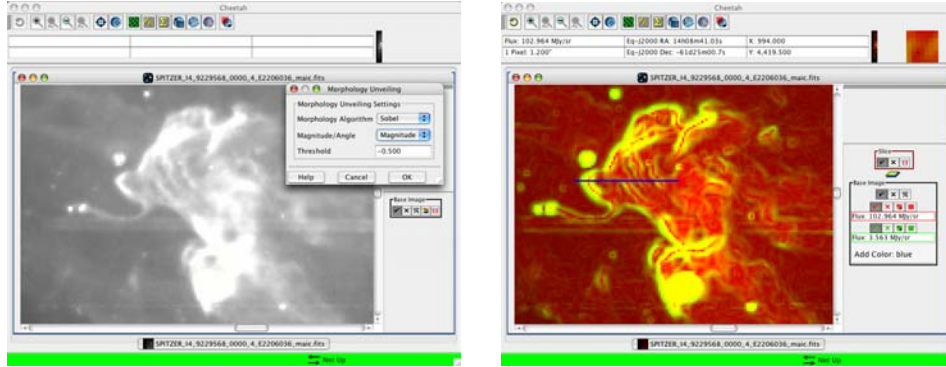 Cheetah
SPITZER_I4_9229568_0000_4_E2206036_maic.fits
Morphology Unveiling
Morphology Unveiling Settings
Morphology Algorithm Sobel
Magnitude/Angle Magnitude
Threshold -0.500
Help Cancel OK
Base Image
SPITZER_I4_9229568_0000_4_E2206036_maic.fits
Net Up
Cheetah
Flux: 102.964 MJy/sr Eq-J2000 RA: 14h08m41.03s X: 994.000
1 Pixel: 1.200" Eq-J2000 Dec: -61d25m00.7s Y: 4,419.500
SPITZER_I4_9229568_0000_4_E2206036_maic.fits
Slice
Base Image
Flux: 102.964 MJy/sr
Flux: 3.563 MJy/sr
Add Color: blue
SPITZER_I4_9229568_0000_4_E2206036_maic.fits
Net Up